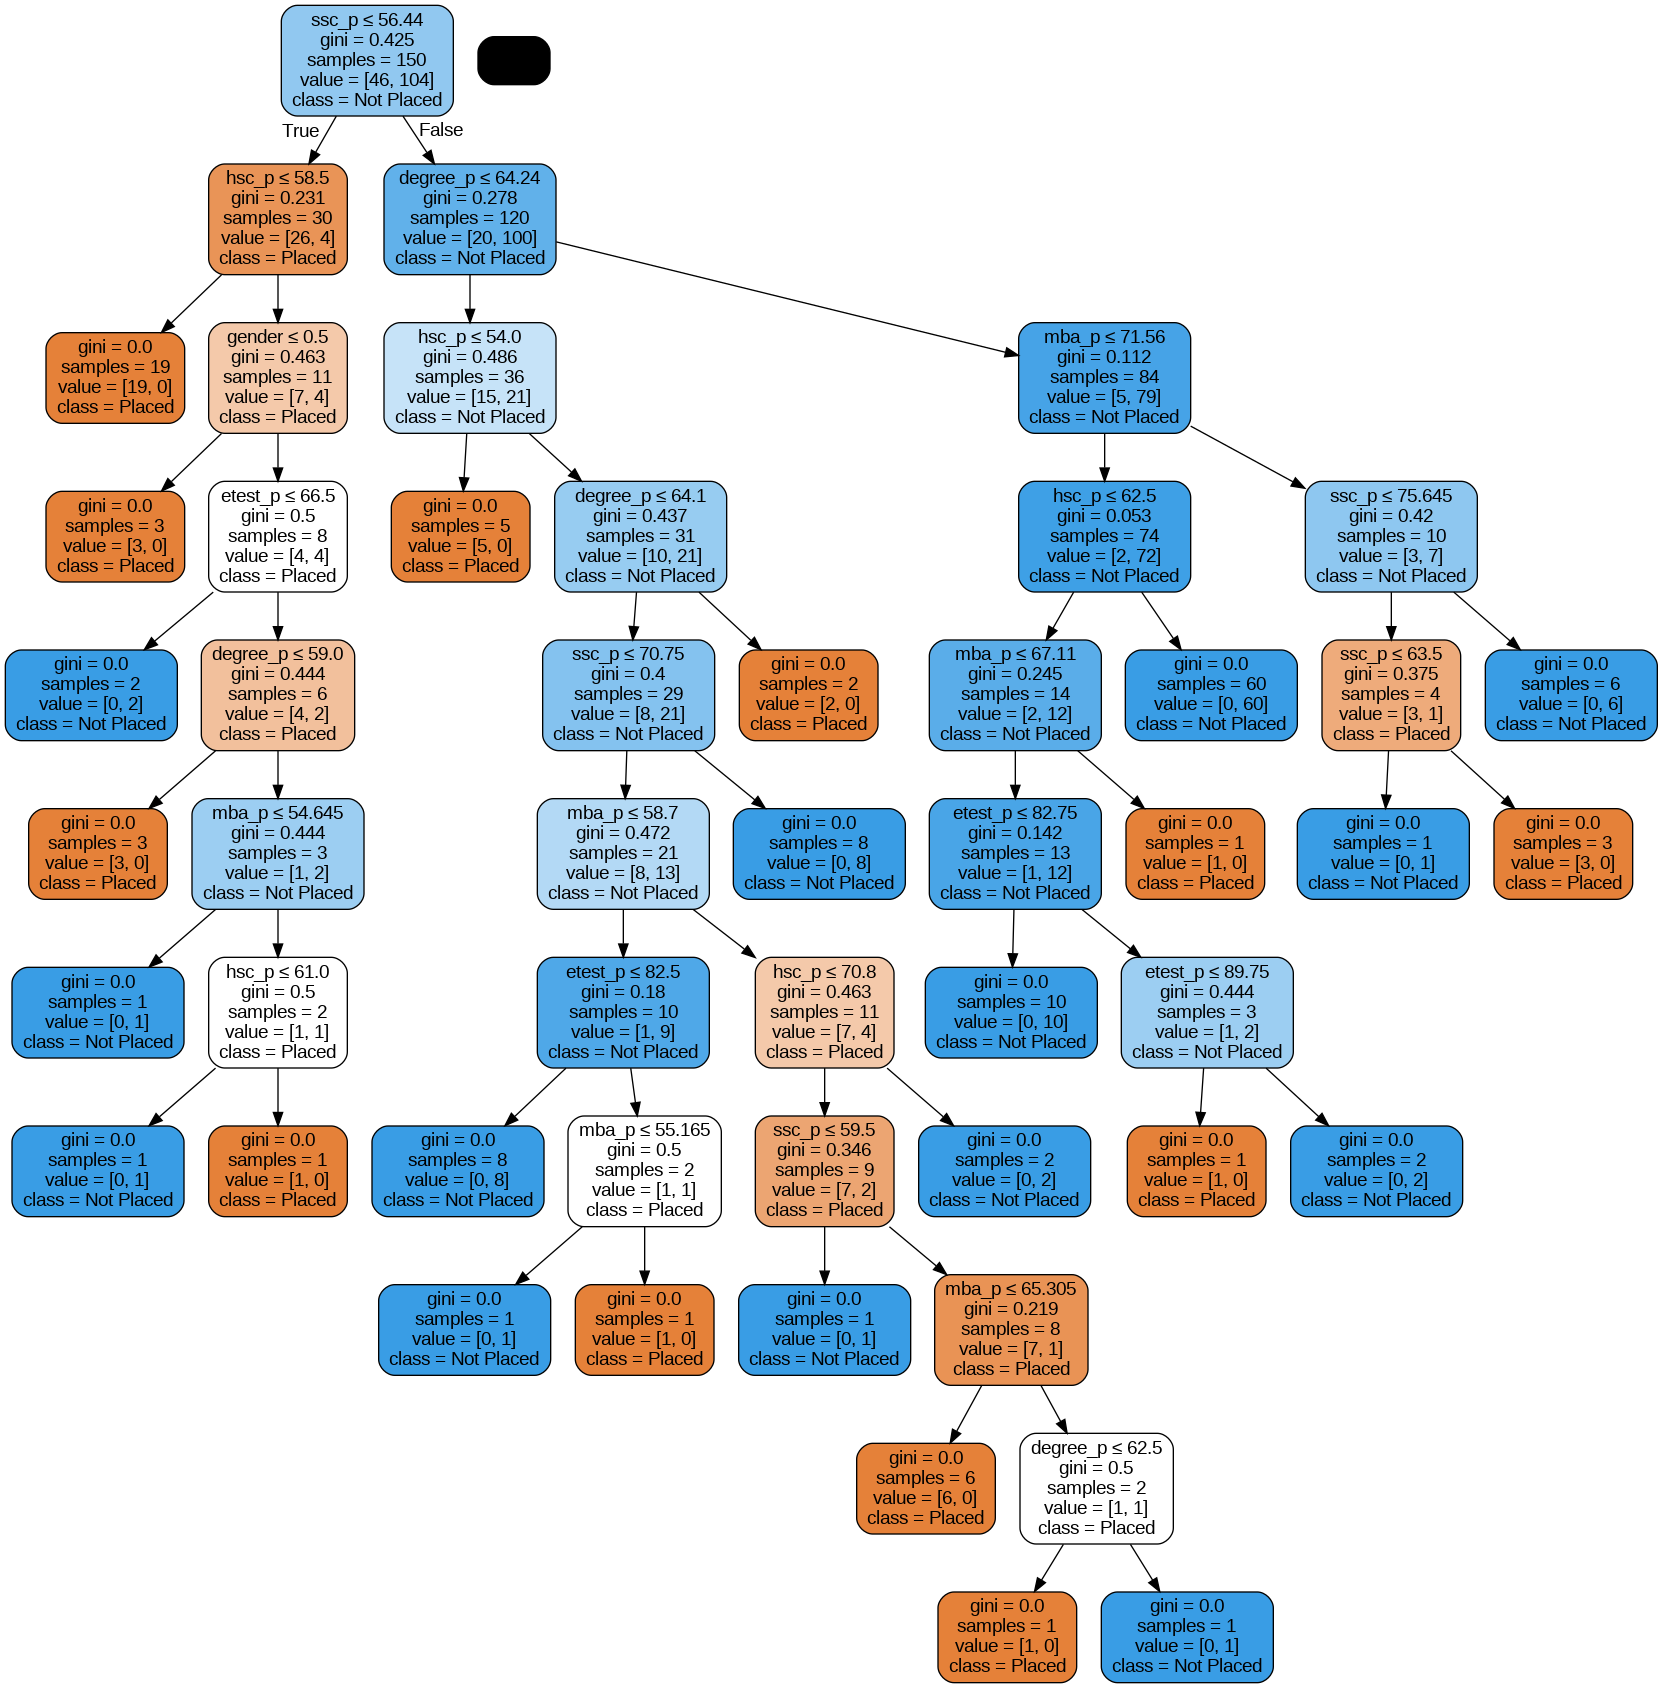 ssc_p ≤ 56.44
gini = 0.425
samples = 150
value = [46, 104]
class = Not Placed
True
False
hsc_p ≤ 58.5
gini = 0.231
samples = 30
value = [26, 4]
class = Placed
degree_p ≤ 64.24
gini = 0.278
samples = 120
value = [20, 100]
class = Not Placed
gini = 0.0
samples = 19
value = [19, 0]
class = Placed
gender ≤ 0.5
gini = 0.463
samples = 11
value = [7, 4]
class = Placed
hsc_p ≤ 54.0
gini = 0.486
samples = 36
value = [15, 21]
class = Not Placed
mba_p ≤ 71.56
gini = 0.112
samples = 84
value = [5, 79]
class = Not Placed
gini = 0.0
samples = 3
value = [3, 0]
class = Placed
etest_p ≤ 66.5
gini = 0.5
samples = 8
value = [4, 4]
class = Placed
gini = 0.0
samples = 5
value = [5, 0]
class = Placed
degree_p ≤ 64.1
gini = 0.437
samples = 31
value = [10, 21]
class = Not Placed
hsc_p ≤ 62.5
gini = 0.053
samples = 74
value = [2, 72]
class = Not Placed
ssc_p ≤ 75.645
gini = 0.42
samples = 10
value = [3, 7]
class = Not Placed
gini = 0.0
samples = 2
value = [0, 2]
class = Not Placed
degree_p ≤ 59.0
gini = 0.444
samples = 6
value = [4, 2]
class = Placed
ssc_p ≤ 70.75
gini = 0.4
samples = 29
value = [8, 21]
class = Not Placed
gini = 0.0
samples = 2
value = [2, 0]
class = Placed
mba_p ≤ 67.11
gini = 0.245
samples = 14
value = [2, 12]
class = Not Placed
gini = 0.0
samples = 60
value = [0, 60]
class = Not Placed
ssc_p ≤ 63.5
gini = 0.375
samples = 4
value = [3, 1]
class = Placed
gini = 0.0
samples = 6
value = [0, 6]
class = Not Placed
gini = 0.0
samples = 3
value = [3, 0]
class = Placed
mba_p ≤ 54.645
gini = 0.444
samples = 3
value = [1, 2]
class = Not Placed
mba_p ≤ 58.7
gini = 0.472
samples = 21
value = [8, 13]
class = Not Placed
gini = 0.0
samples = 8
value = [0, 8]
class = Not Placed
etest_p ≤ 82.75
gini = 0.142
samples = 13
value = [1, 12]
class = Not Placed
gini = 0.0
samples = 1
value = [1, 0]
class = Placed
gini = 0.0
samples = 1
value = [0, 1]
class = Not Placed
gini = 0.0
samples = 3
value = [3, 0]
class = Placed
gini = 0.0
samples = 1
value = [0, 1]
class = Not Placed
hsc_p ≤ 61.0
gini = 0.5
samples = 2
value = [1, 1]
class = Placed
etest_p ≤ 82.5
gini = 0.18
samples = 10
value = [1, 9]
class = Not Placed
hsc_p ≤ 70.8
gini = 0.463
samples = 11
value = [7, 4]
class = Placed
gini = 0.0
samples = 10
value = [0, 10]
class = Not Placed
etest_p ≤ 89.75
gini = 0.444
samples = 3
value = [1, 2]
class = Not Placed
gini = 0.0
samples = 1
value = [0, 1]
class = Not Placed
gini = 0.0
samples = 1
value = [1, 0]
class = Placed
gini = 0.0
samples = 8
value = [0, 8]
class = Not Placed
mba_p ≤ 55.165
gini = 0.5
samples = 2
value = [1, 1]
class = Placed
ssc_p ≤ 59.5
gini = 0.346
samples = 9
value = [7, 2]
class = Placed
gini = 0.0
samples = 2
value = [0, 2]
class = Not Placed
gini = 0.0
samples = 1
value = [1, 0]
class = Placed
gini = 0.0
samples = 2
value = [0, 2]
class = Not Placed
gini = 0.0
samples = 1
value = [0, 1]
class = Not Placed
gini = 0.0
samples = 1
value = [1, 0]
class = Placed
gini = 0.0
samples = 1
value = [0, 1]
class = Not Placed
mba_p ≤ 65.305
gini = 0.219
samples = 8
value = [7, 1]
class = Placed
gini = 0.0
samples = 6
value = [6, 0]
class = Placed
degree_p ≤ 62.5
gini = 0.5
samples = 2
value = [1, 1]
class = Placed
gini = 0.0
samples = 1
value = [1, 0]
class = Placed
gini = 0.0
samples = 1
value = [0, 1]
class = Not Placed